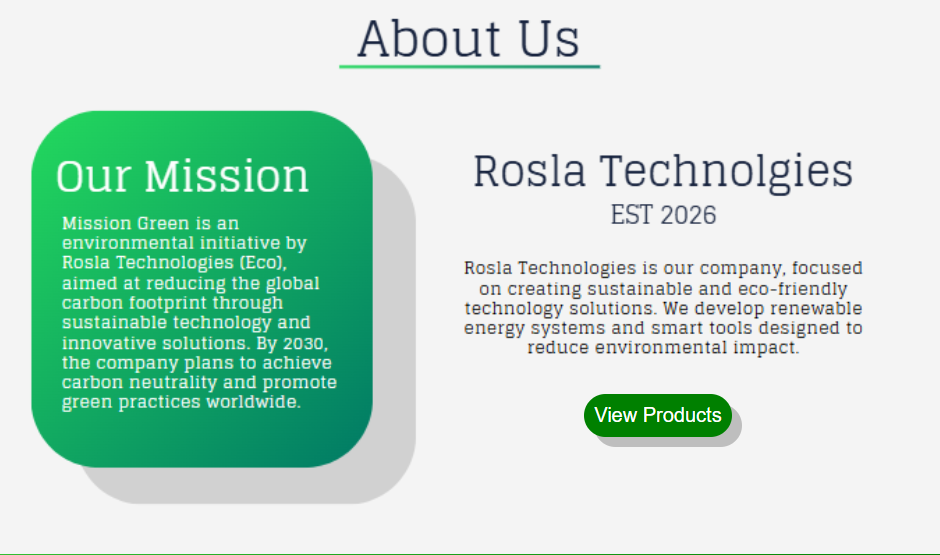 About Us
Our Mission
Mission Green is an
environmental initiative by
Rosla Technologies (Eco),
aimed at reducing the global
carbon footprint through
sustainable technology and
innovative solutions. By 2030,
the company plans to achieve
carbon neutrality and promote
green practices worldwide.
Rosla Technolgies
EST 2026
Rosla Technologies is our company, focused
on creating sustainable and eco-friendly
technology solutions. We develop renewable
energy systems and smart tools designed to
reduce environmental impact.
View Products